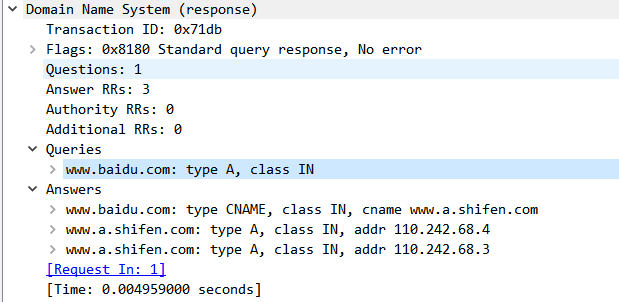 Domain Name System (response)
Transaction ID: 0x71db
Flags: 0x8180 Standard query response, No error
Questions: 1
Answer RRs: 3
Authority RRs: 0
Additional RRs: 0
Queries
www.baidu.com: type A, class IN
Answers
www.baidu.com: type CNAME, class IN, cname www.a.shifen.com
www.a.shifen.com: type A, class IN, addr 110.242.68.4
www.a.shifen.com: type A, class IN, addr 110.242.68.3
[Request In: 1]
[Time: 0.004959000 seconds]